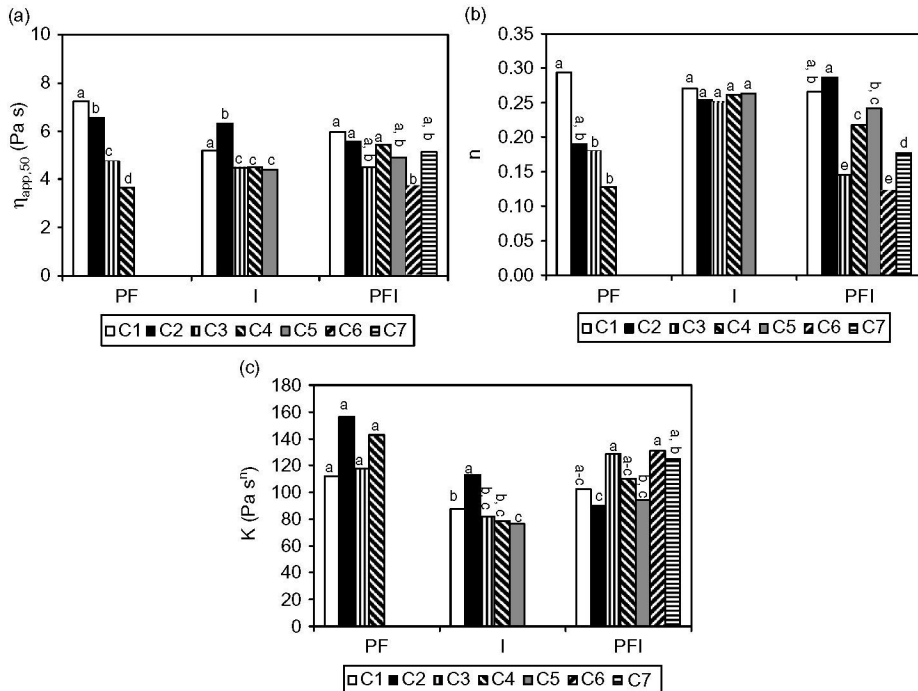 (a)
η_app,50 (Pa s)
10
8
6
4
2
0
a
b
c
d
a
b
c
c
c
a
a
a, b
a
a, b
b
a, b
PF
I
PFI
C1 C2 C3 C4 C5 C6 C7
(b)
n
0.35
0.30
0.25
0.20
0.15
0.10
0.05
0.00
a
a, b
b
b
a
a
a
a
a
a, b
a
e
c
b, c
e
d
PF
I
PFI
C1 C2 C3 C4 C5 C6 C7
(c)
K (Pa sⁿ)
180
160
140
120
100
80
60
40
20
0
a
a
a
a
b
a
b, c
b, c
c
a-c
c
a
a-c
b, c
a
a, b
PF
I
PFI
C1 C2 C3 C4 C5 C6 C7